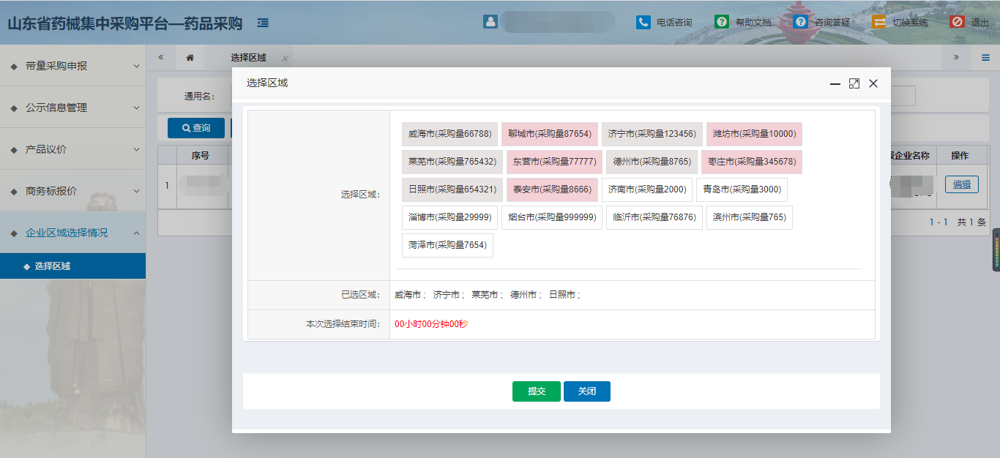 山东省药械集中采购平台—药品采购
电话咨询 帮助文档 咨询答疑 切换系统 退出
带量采购申报
公示信息管理
产品议价
商务标报价
企业区域选择情况
选择区域
选择区域
通用名：
查询
序号
1
企业名称 操作
编辑
1 - 1 共 1 条
选择区域
选择区域：
威海市(采购量66788) 聊城市(采购量87654) 济宁市(采购量123456) 潍坊市(采购量10000)
莱芜市(采购量765432) 东营市(采购量77777) 德州市(采购量8765) 枣庄市(采购量345678)
日照市(采购量654321) 泰安市(采购量8666) 济南市(采购量2000) 青岛市(采购量3000)
淄博市(采购量29999) 烟台市(采购量999999) 临沂市(采购量76876) 滨州市(采购量765)
菏泽市(采购量7654)
已选区域： 威海市； 济宁市； 莱芜市； 德州市； 日照市；
本次选择结束时间： 00小时00分钟00秒
提交 关闭